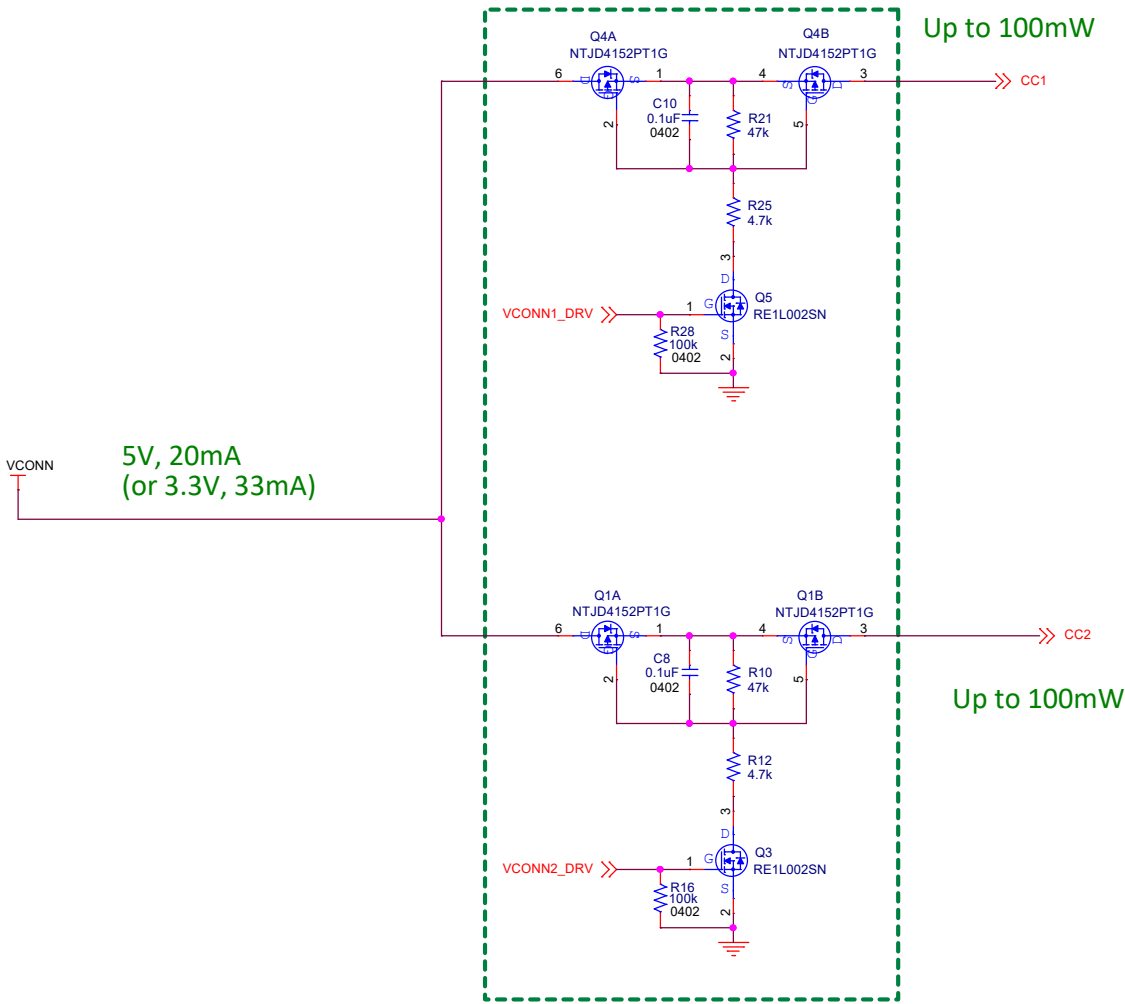 Up to 100mW
Q4A
NTJD4152PT1G
Q4B
NTJD4152PT1G
6
D
S
G
1
4
S
D
G
3
CC1
2
C10
0.1uF
0402
R21
47k
5
R25
4.7k
3
D
VCONN1_DRV
1
G
Q5
RE1L002SN
S
2
R28
100k
0402
VCONN
5V, 20mA
(or 3.3V, 33mA)
Q1A
NTJD4152PT1G
Q1B
NTJD4152PT1G
6
D
S
G
1
4
S
D
G
3
CC2
2
C8
0.1uF
0402
R10
47k
5
Up to 100mW
R12
4.7k
3
D
VCONN2_DRV
1
G
Q3
RE1L002SN
S
2
R16
100k
0402